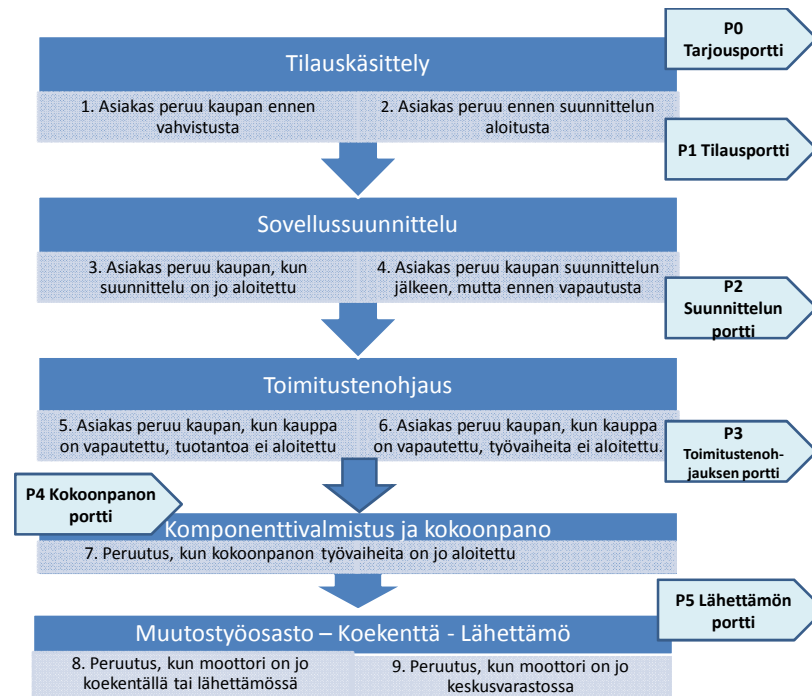 P0
Tarjousportti
Tilauskäsittely
1. Asiakas peruu kaupan ennen
vahvistusta
2. Asiakas peruu ennen suunnittelun
aloitusta
P1 Tilausportti
Sovellussuunnittelu
3. Asiakas peruu kaupan, kun
suunnittelu on jo aloitettu
4. Asiakas peruu kaupan suunnittelun
jälkeen, mutta ennen vapautusta
P2
Suunnittelun
portti
Toimitustenohjaus
5. Asiakas peruu kaupan, kun kauppa
on vapautettu, tuotantoa ei aloitettu
6. Asiakas peruu kaupan, kun kauppa
on vapautettu, työvaiheita ei aloitettu.
P3
Toimitustenoh-
jauksen portti
P4 Kokoonpanon
portti
Komponenttivalmistus ja kokoonpano
7. Peruutus, kun kokoonpanon työvaiheita on jo aloitettu
P5 Lähettämön
portti
Muutostyöosasto – Koekenttä - Lähettämö
8. Peruutus, kun moottori on jo
koekentällä tai lähettämössä
9. Peruutus, kun moottori on jo
keskusvarastossa